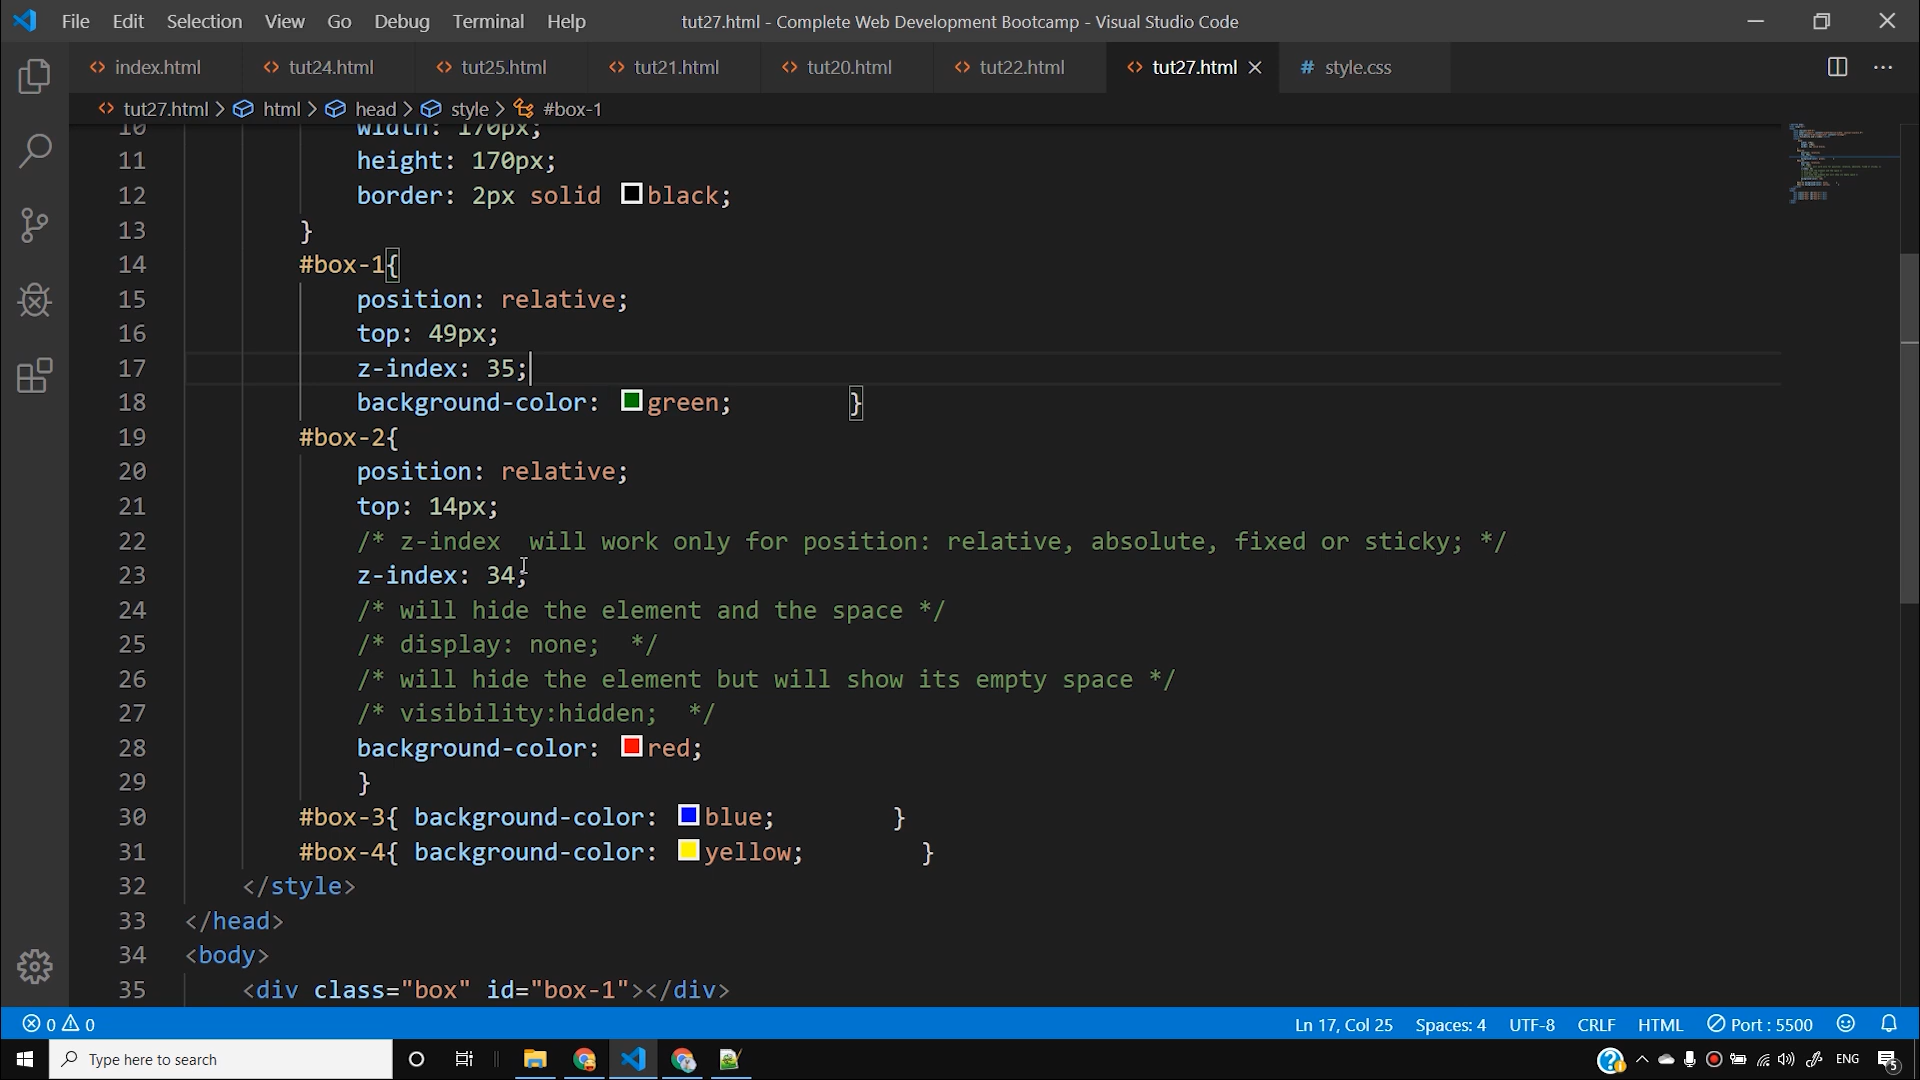 File Edit Selection View Go Debug Terminal Help tut27.html - Complete Web Development Bootcamp - Visual Studio Code
index.html tut24.html tut25.html tut21.html tut20.html tut22.html tut27.html # style.css
tut27.html > html > head > style > #box-1
10 width: 170px;
11 height: 170px;
12 border: 2px solid black;
13 }
14 #box-1{
15 position: relative;
16 top: 49px;
17 z-index: 35;
18 background-color: green; }
19 #box-2{
20 position: relative;
21 top: 14px;
22 /* z-index  will work only for position: relative, absolute, fixed or sticky; */
23 z-index: 34;
24 /* will hide the element and the space */
25 /* display: none;  */
26 /* will hide the element but will show its empty space */
27 /* visibility:hidden;  */
28 background-color: red;
29 }
30 #box-3{ background-color: blue; }
31 #box-4{ background-color: yellow; }
32 </style>
33 </head>
34 <body>
35 <div class="box" id="box-1"></div>
0 0 Ln 17, Col 25 Spaces: 4 UTF-8 CRLF HTML Port : 5500
Type here to search ENG 5